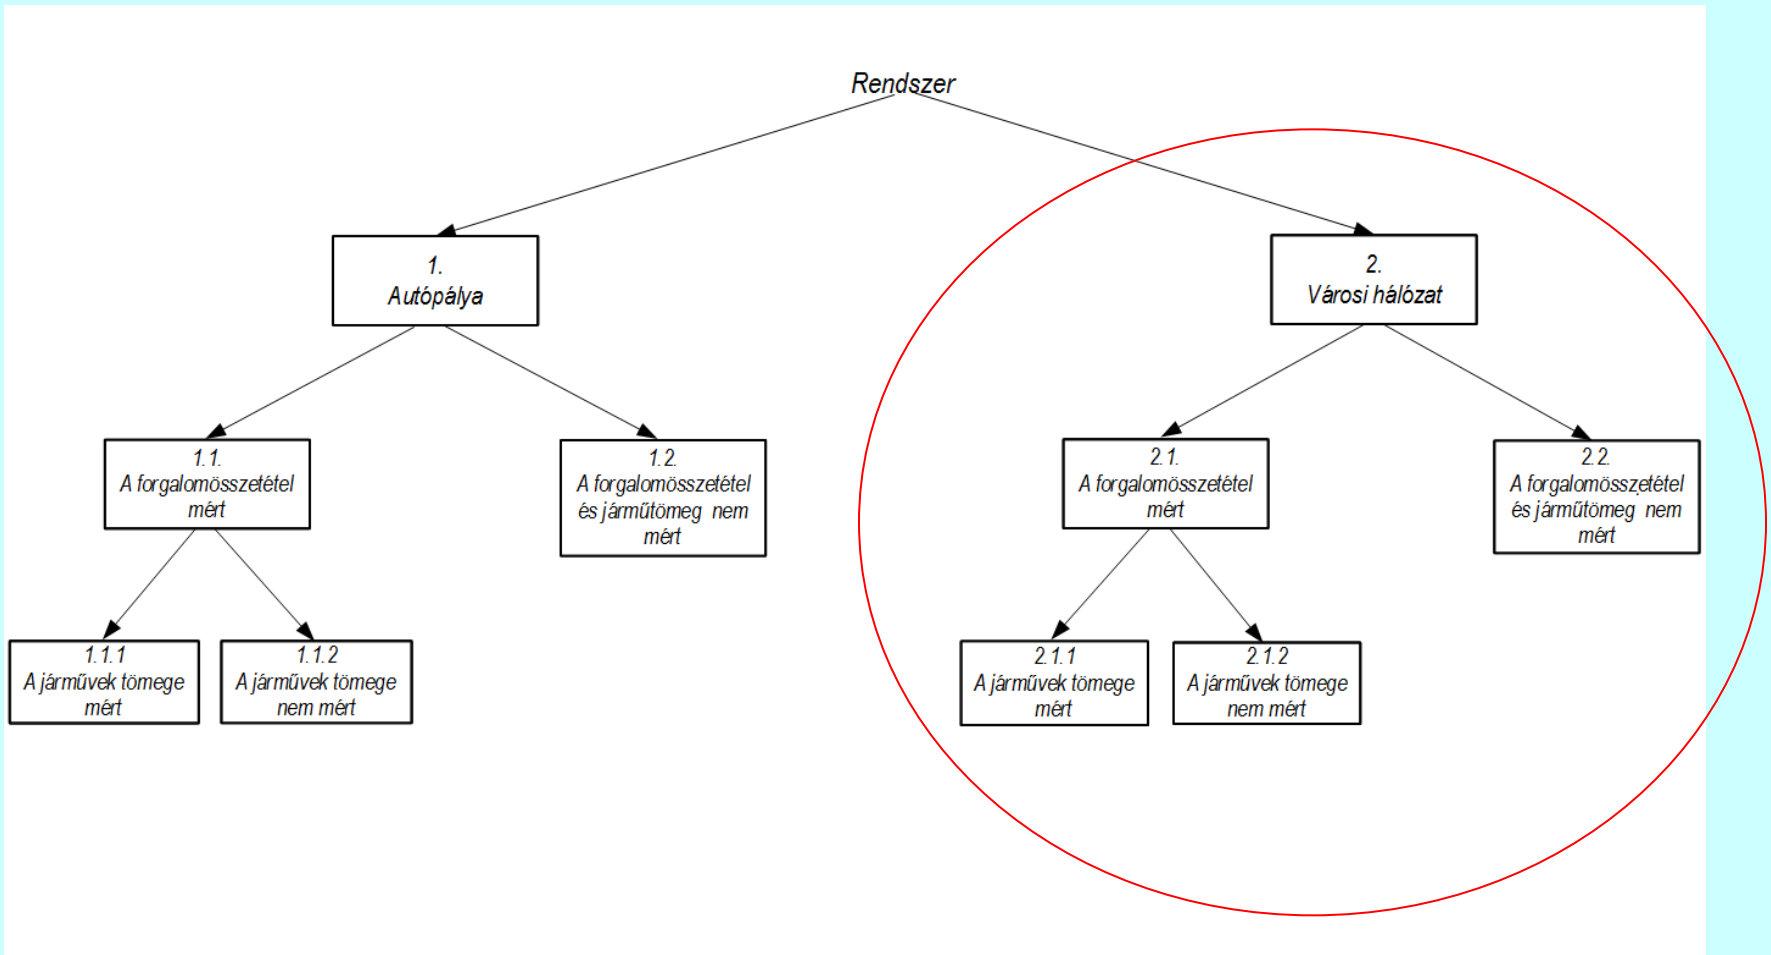 Rendszer
1.
Autópálya
2.
Városi hálózat
1.1.
A forgalomösszetétel
mért
1.2.
A forgalomösszetétel
és járműtömeg nem
mért
2.1.
A forgalomösszetétel
mért
2.2.
A forgalomösszetétel
és járműtömeg nem
mért
1.1.1
A járművek tömege
mért
1.1.2
A járművek tömege
nem mért
2.1.1
A járművek tömege
mért
2.1.2
A járművek tömege
nem mért